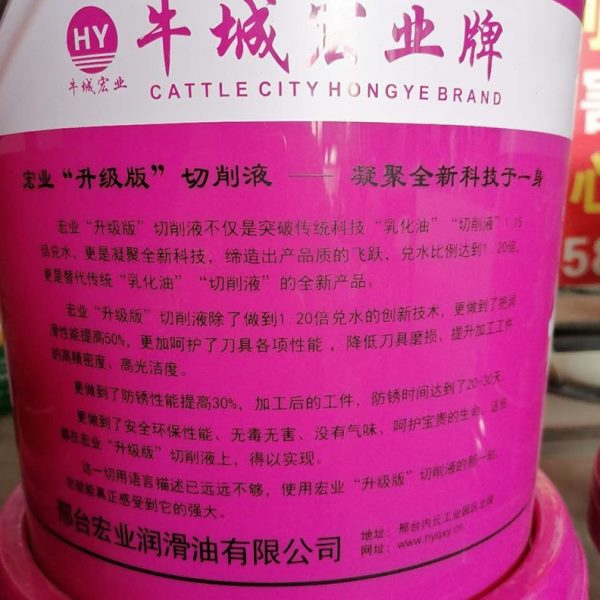 HY
牛城宏业
牛城宏业牌
CATTLE CITY HONGYE BRAND
宏业“升级版”切削液 —— 凝聚全新科技于一身
宏业“升级版”切削液不仅是突破传统科技“乳化油”“切削液”1:15
倍兑水、更是凝聚全新科技，缔造出产品质的飞跃，兑水比例达到1:20倍,
更是替代传统“乳化油”“切削液”的全新产品。
宏业“升级版”切削液除了做到1:20倍兑水的创新技术，更做到了把润
滑性能提高50%，更加呵护了刀具各项性能，降低刀具磨损、提升加工工件
的高精密度、高光洁度。
更做到了防锈性能提高30%，加工后的工件，防锈时间达到了20-30天
更做到了安全环保性能、无毒无害、没有气味、呵护宝贵的生命、这些
都在宏业“升级版”切削液上，得以实现。
这一切用语言描述已远远不够，使用宏业“升级版”切削液的那一刻，
您就能真正感受到它的强大。
邢台宏业润滑油有限公司
地址：邢台内丘工业园区北园
网址：www.hyqxy.cn
心
58